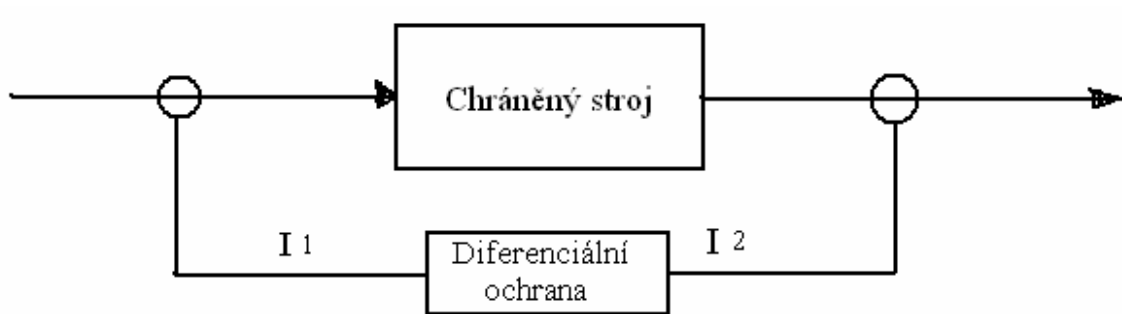 Chráněný stroj
I 1
I 2
Diferenciální
ochrana